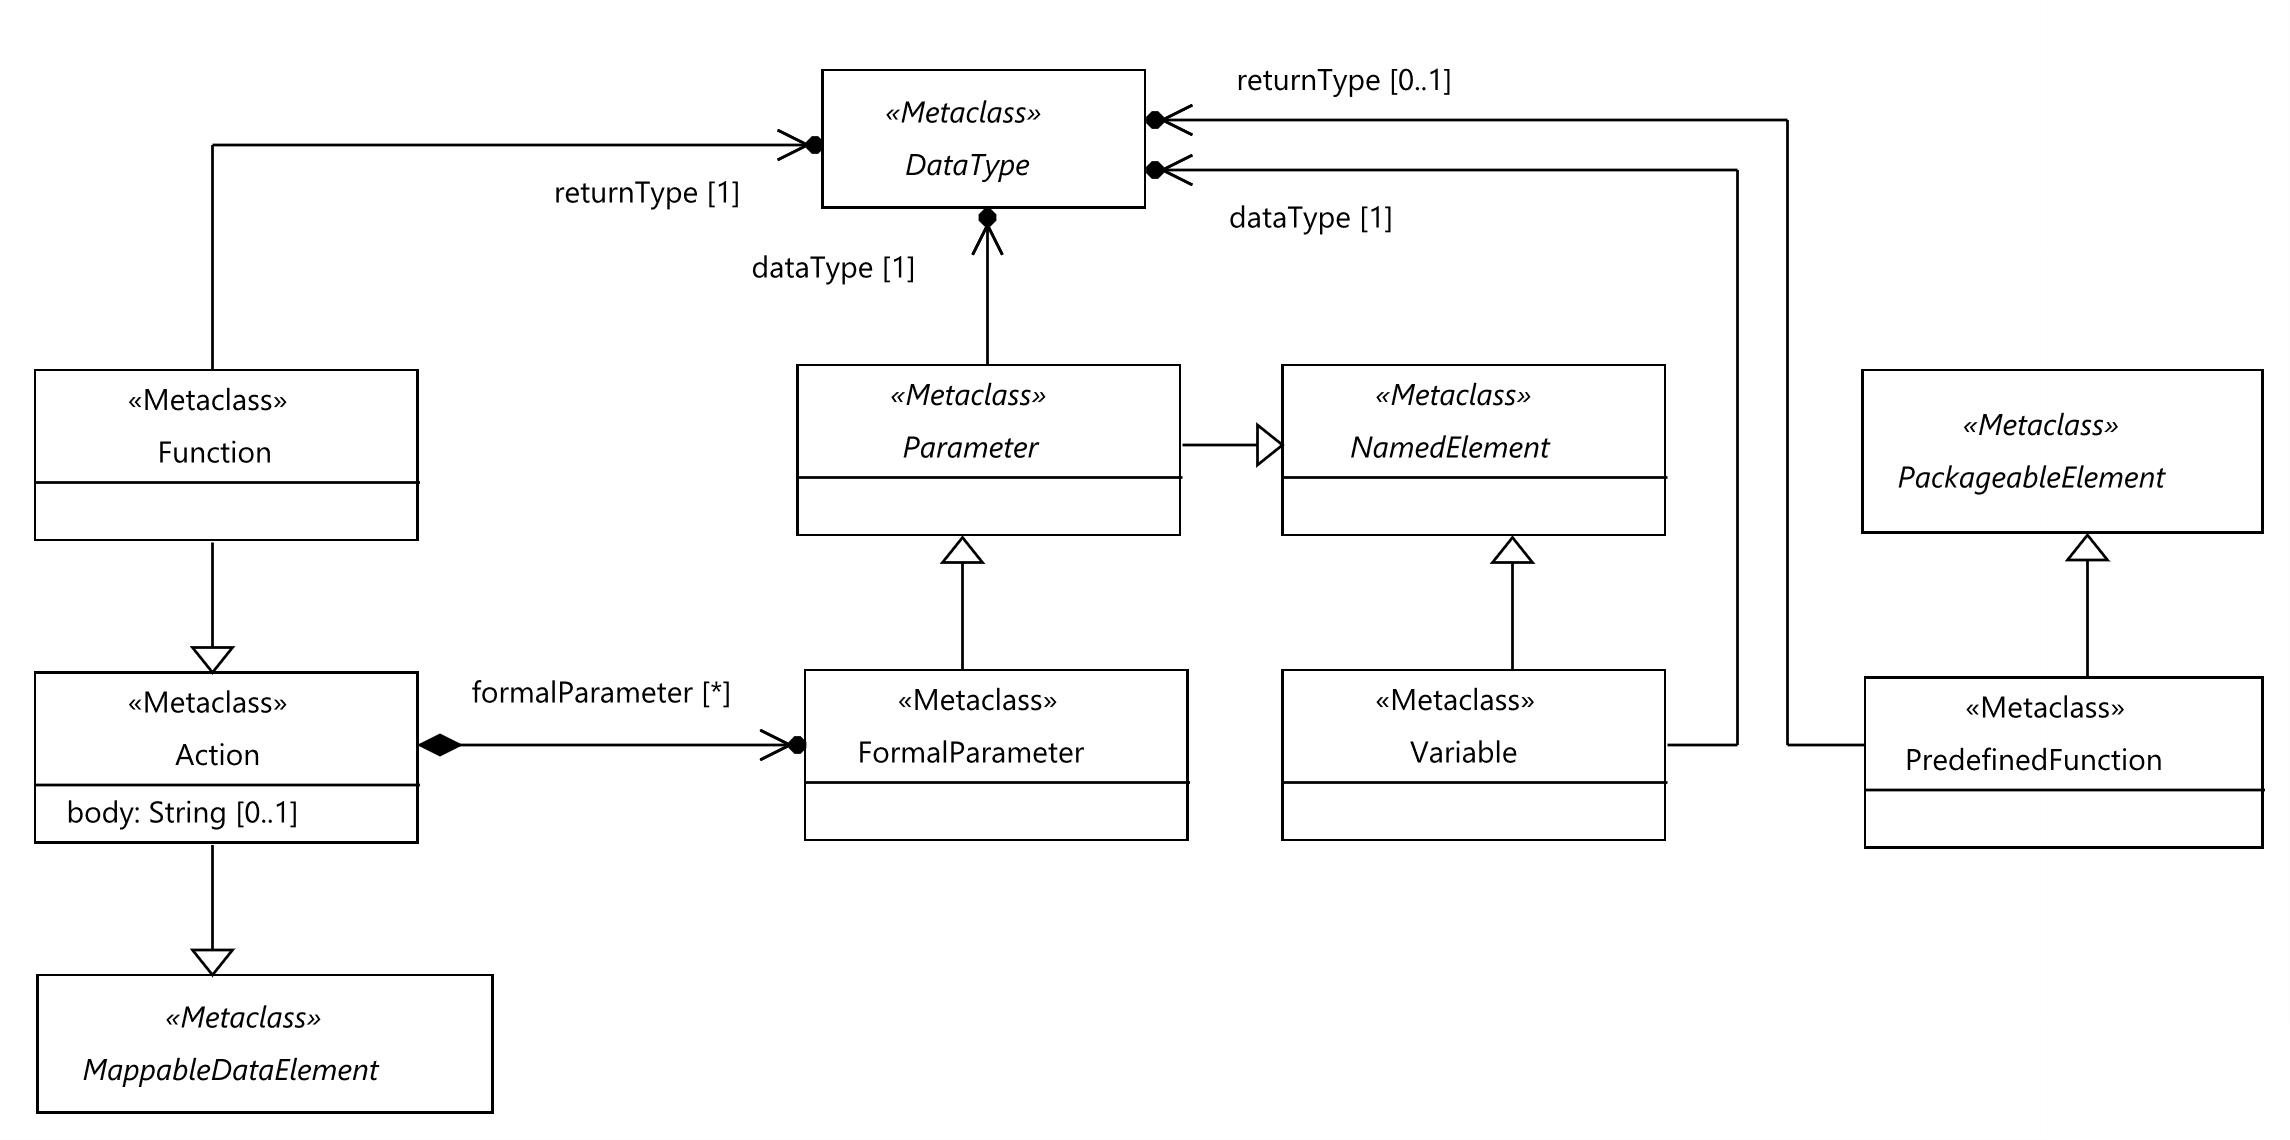 returnType [0..1]
«Metaclass»
DataType
returnType [1]
dataType [1]
dataType [1]
«Metaclass»
Function
«Metaclass»
Parameter
«Metaclass»
NamedElement
«Metaclass»
PackageableElement
«Metaclass»
Action
body: String [0..1]
formalParameter [*]
«Metaclass»
FormalParameter
«Metaclass»
Variable
«Metaclass»
PredefinedFunction
«Metaclass»
MappableDataElement